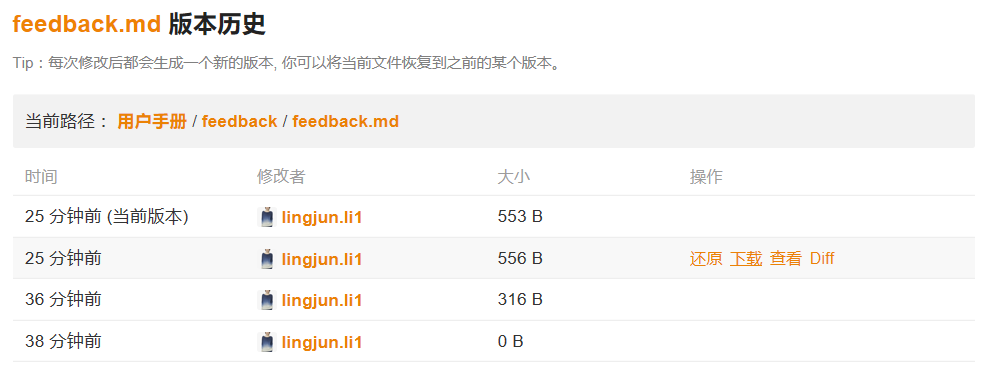 feedback.md 版本历史
Tip：每次修改后都会生成一个新的版本, 你可以将当前文件恢复到之前的某个版本。
当前路径： 用户手册 / feedback / feedback.md
时间 修改者 大小 操作
25 分钟前 (当前版本) lingjun.li1 553 B
25 分钟前 lingjun.li1 556 B 还原 下载 查看 Diff
36 分钟前 lingjun.li1 316 B
38 分钟前 lingjun.li1 0 B